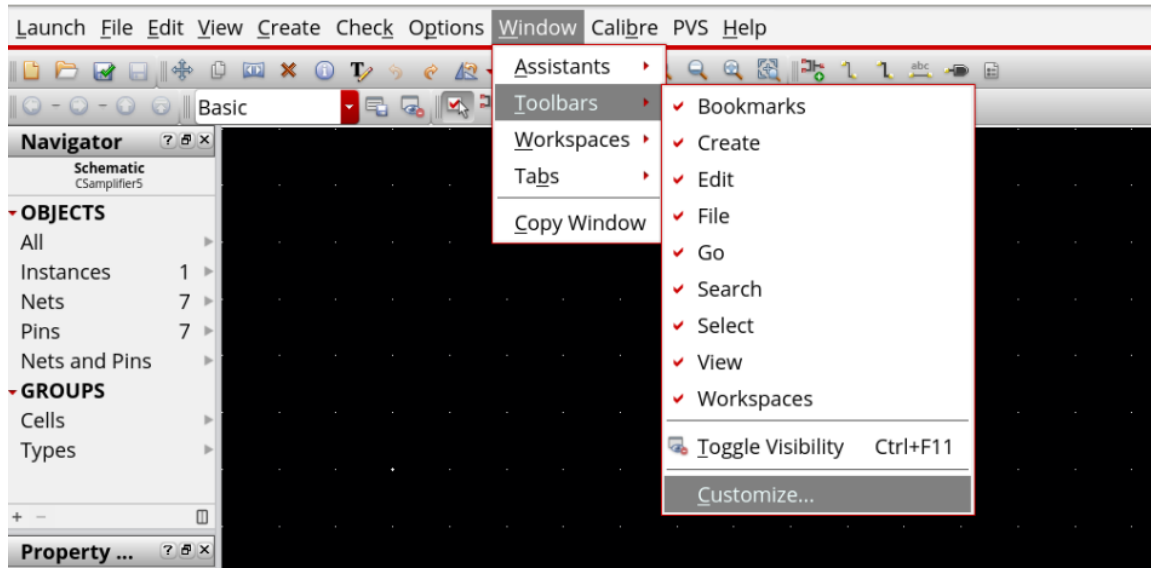 Launch File Edit View Create Check Options Window Calibre PVS Help
abc
Basic
Navigator
Schematic
CSamplifier5
OBJECTS
All
Instances 1
Nets 7
Pins 7
Nets and Pins
GROUPS
Cells
Types
+ −
Property ...
Assistants
Toolbars
Workspaces
Tabs
Copy Window
Bookmarks
Create
Edit
File
Go
Search
Select
View
Workspaces
Toggle Visibility Ctrl+F11
Customize...